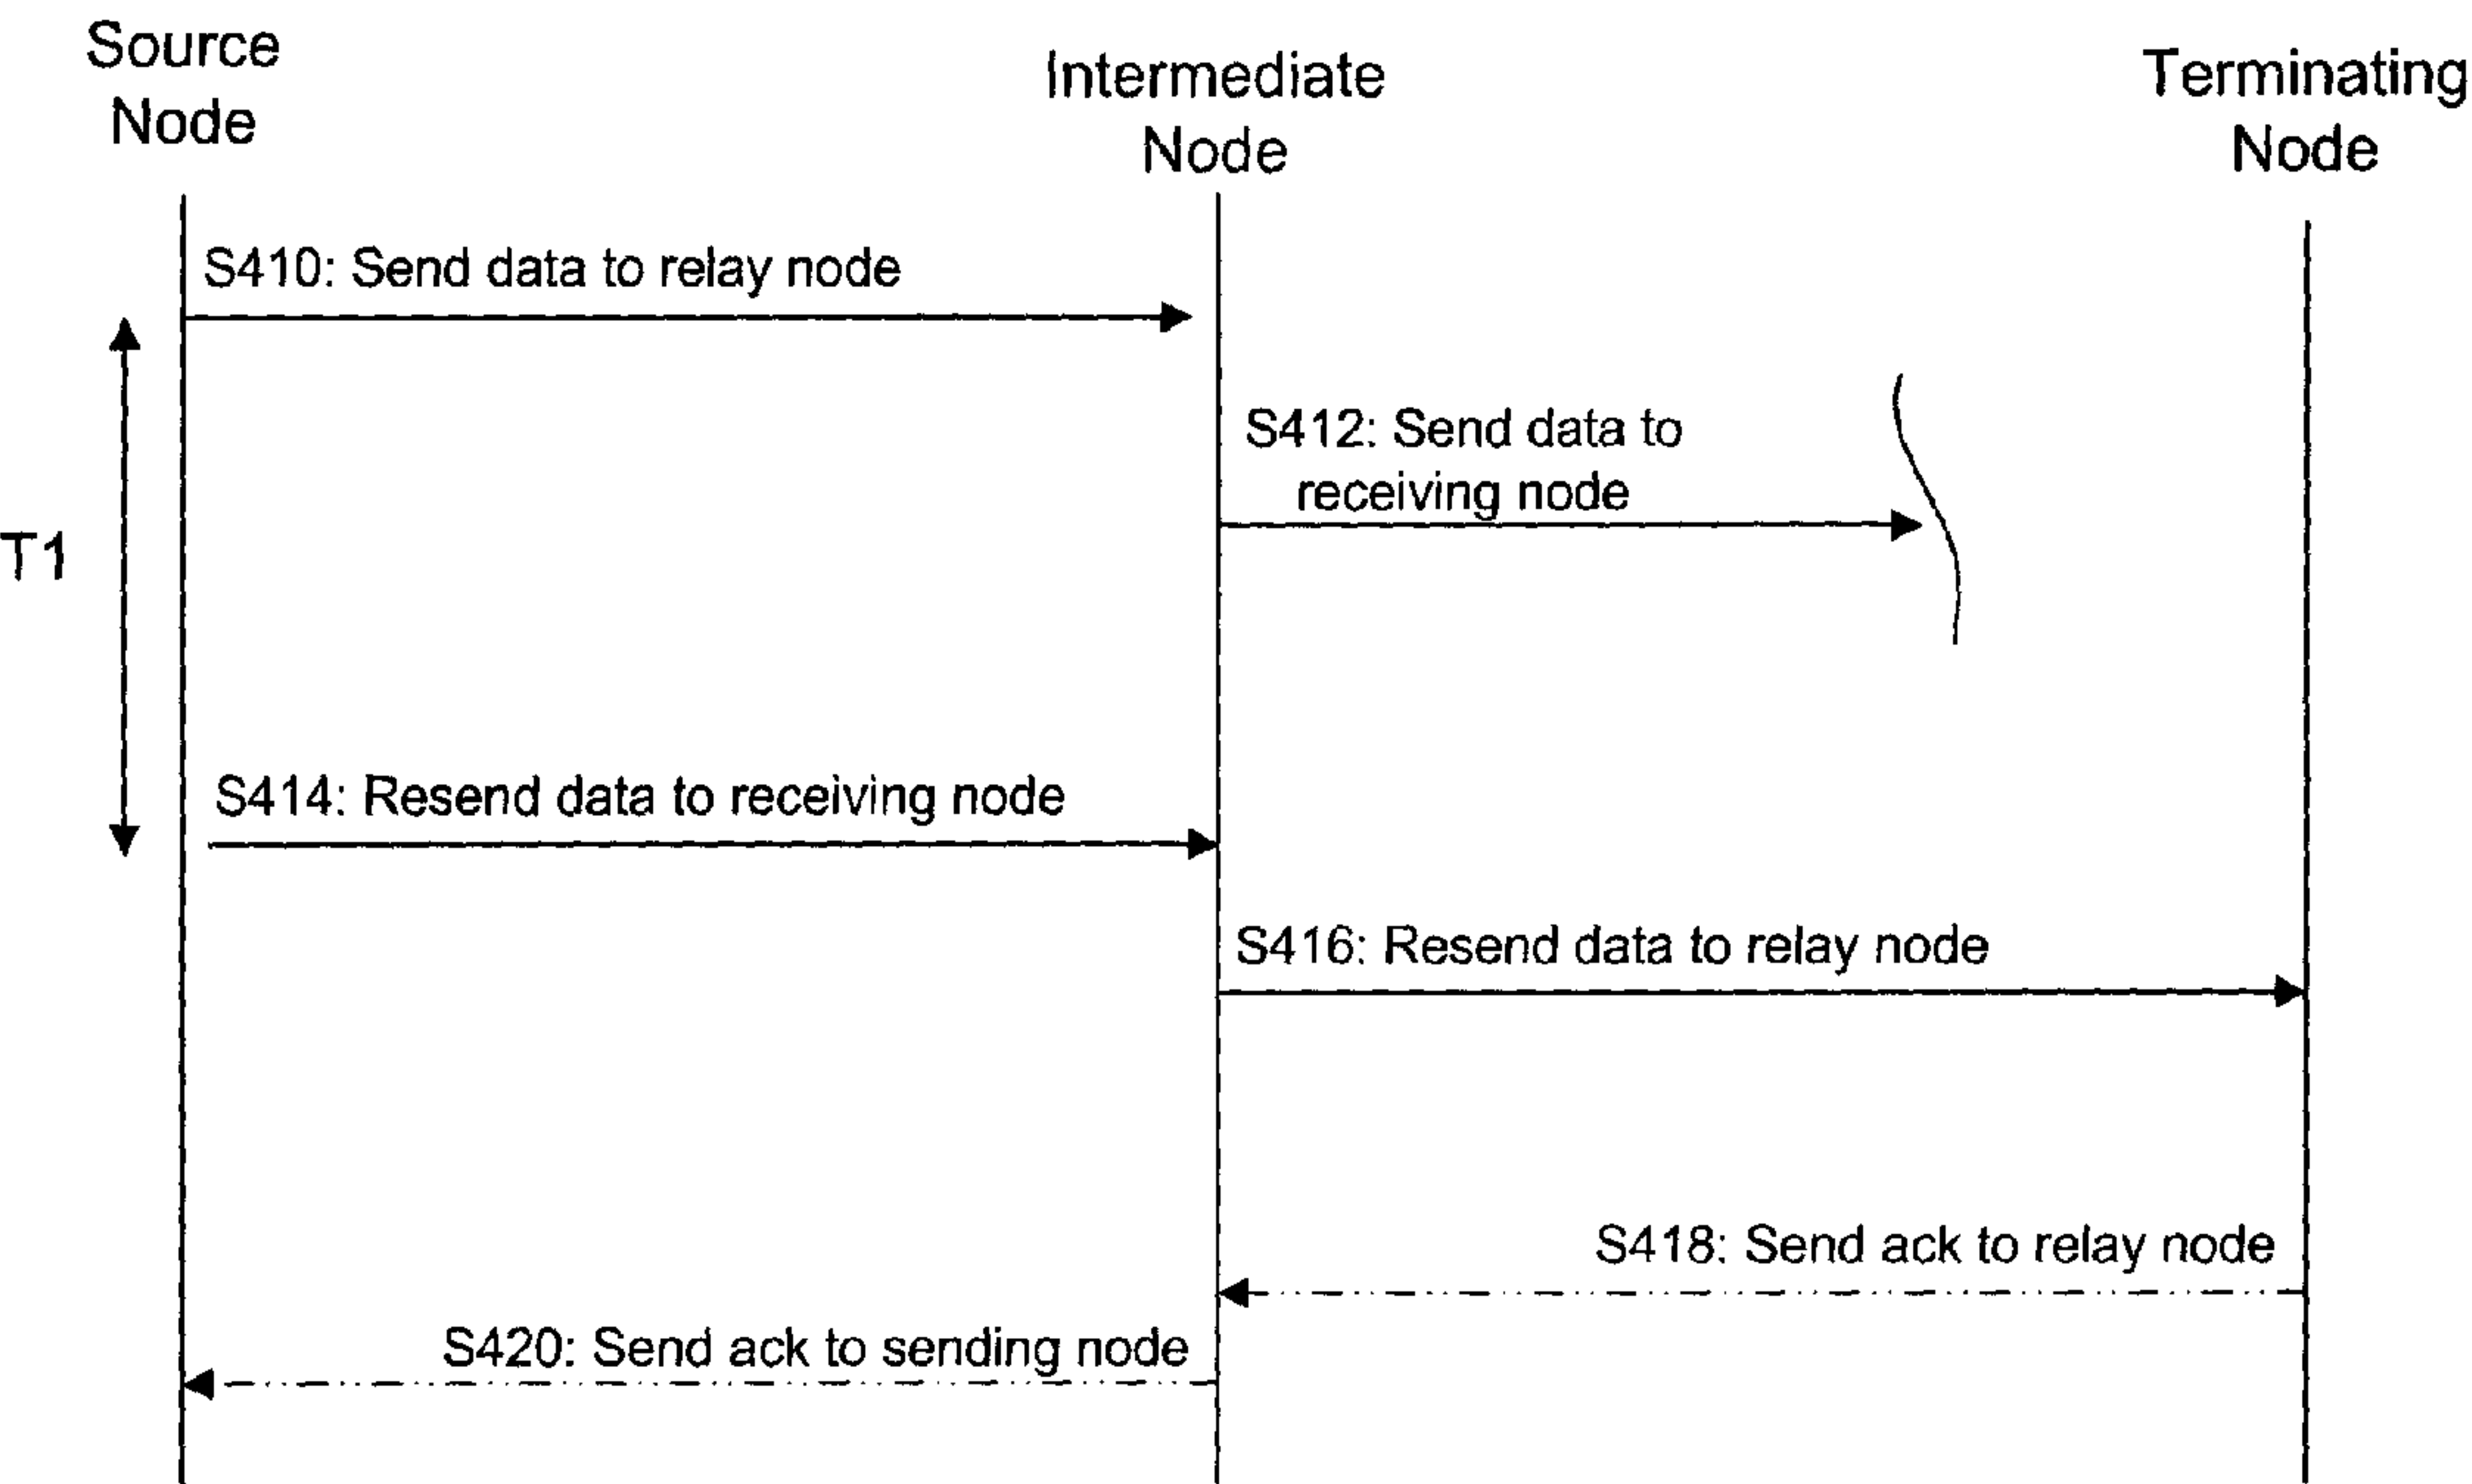 Source
Node
Intermediate
Node
Terminating
Node
S410: Send data to relay node
S412: Send data to
receiving node
T1
S414: Resend data to receiving node
S416: Resend data to relay node
S418: Send ack to relay node
S420: Send ack to sending node